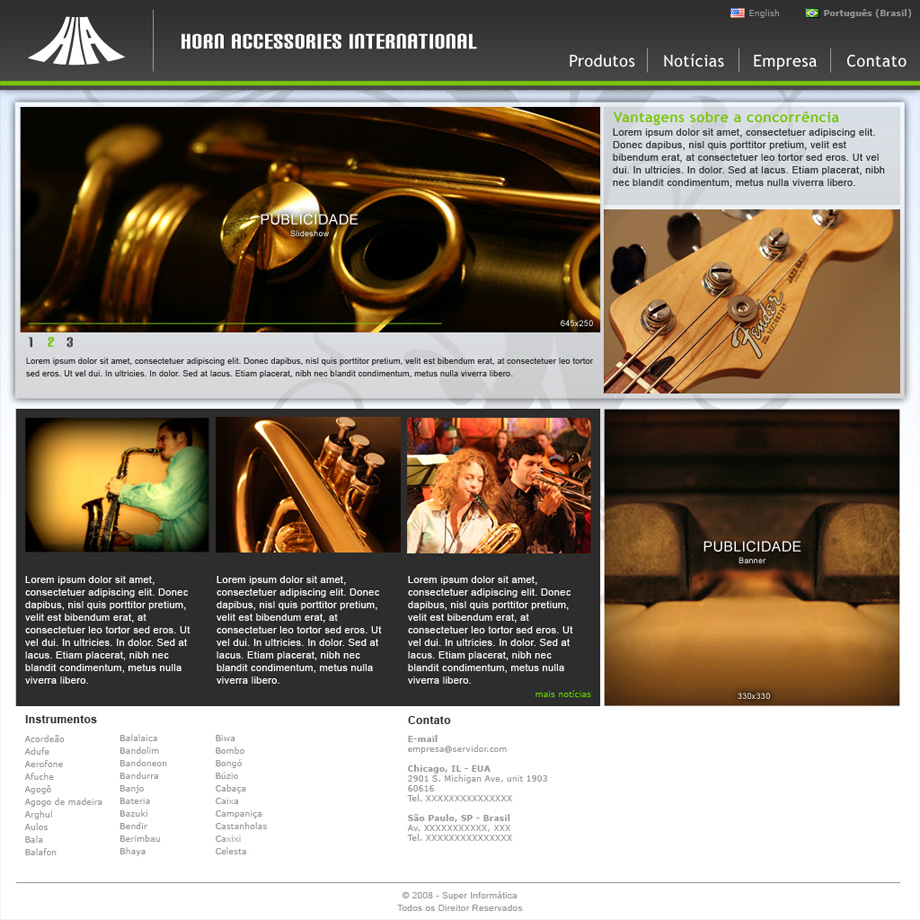 English
Português (Brasil)
HIA
HORN ACCESSORIES INTERNATIONAL
Produtos
Notícias
Empresa
Contato
PUBLICIDADE
Slideshow
645x250
1 2 3
Lorem ipsum dolor sit amet, consectetuer adipiscing elit. Donec dapibus, nisl quis porttitor pretium, velit est bibendum erat, at consectetuer leo tortor
sed eros. Ut vel dui. In ultricies. In dolor. Sed at lacus. Etiam placerat, nibh nec blandit condimentum, metus nulla viverra libero.
Vantagens sobre a concorrência
Lorem ipsum dolor sit amet, consectetuer adipiscing elit.
Donec dapibus, nisl quis porttitor pretium, velit est
bibendum erat, at consectetuer leo tortor sed eros. Ut vel
dui. In ultricies. In dolor. Sed at lacus. Etiam placerat, nibh
nec blandit condimentum, metus nulla viverra libero.
Fender
JAZZ BASS
Lorem ipsum dolor sit amet,
consectetuer adipiscing elit. Donec
dapibus, nisl quis porttitor pretium,
velit est bibendum erat, at
consectetuer leo tortor sed eros. Ut
vel dui. In ultricies. In dolor. Sed at
lacus. Etiam placerat, nibh nec
blandit condimentum, metus nulla
viverra libero.
Lorem ipsum dolor sit amet,
consectetuer adipiscing elit. Donec
dapibus, nisl quis porttitor pretium,
velit est bibendum erat, at
consectetuer leo tortor sed eros. Ut
vel dui. In ultricies. In dolor. Sed at
lacus. Etiam placerat, nibh nec
blandit condimentum, metus nulla
viverra libero.
Lorem ipsum dolor sit amet,
consectetuer adipiscing elit. Donec
dapibus, nisl quis porttitor pretium,
velit est bibendum erat, at
consectetuer leo tortor sed eros. Ut
vel dui. In ultricies. In dolor. Sed at
lacus. Etiam placerat, nibh nec
blandit condimentum, metus nulla
viverra libero.
mais notícias
PUBLICIDADE
Banner
330x330
Instrumentos
Acordeão
Adufe
Aerofone
Afuche
Agogô
Agogo de madeira
Arghul
Aulos
Bala
Balafon
Balalaica
Bandolim
Bandoneon
Bandurra
Banjo
Bateria
Bazuki
Bendir
Berimbau
Bhaya
Biwa
Bombo
Bongó
Búzio
Cabaça
Caixa
Campaniça
Castanholas
Caxixi
Celesta
Contato
E-mail
empresa@servidor.com
Chicago, IL - EUA
2901 S. Michigan Ave, unit 1903
60616
Tel. XXXXXXXXXXXXXXX
São Paulo, SP - Brasil
Av. XXXXXXXXXXX, XXX
Tel. XXXXXXXXXXXXXXX
© 2008 - Super Informática
Todos os Direitor Reservados